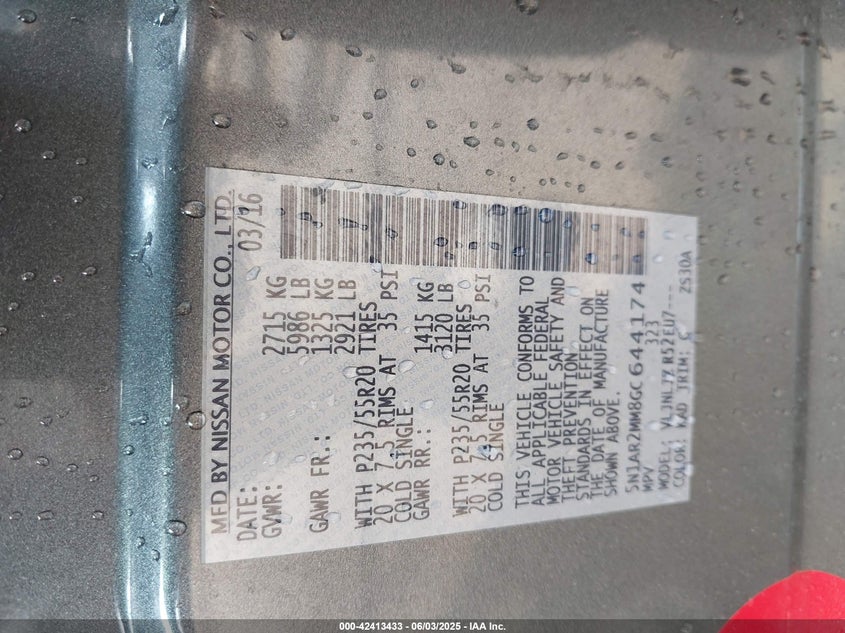 MFD BY NISSAN MOTOR CO., LTD.
DATE: 03/16
GVWR: 2715 KG
5986 LB
GAWR FR.: 1325 KG
2921 LB
WITH P235/55R20 TIRES
20 X 7.5 RIMS AT 35 PSI
COLD SINGLE
GAWR RR.: 1415 KG
3120 LB
WITH P235/55R20 TIRES
20 X 7.5 RIMS AT 35 PSI
COLD SINGLE
THIS VEHICLE CONFORMS TO
ALL APPLICABLE FEDERAL
MOTOR VEHICLE SAFETY AND
THEFT PREVENTION
STANDARDS IN EFFECT ON
THE DATE OF MANUFACTURE
SHOWN ABOVE.
5N1AR2MM8GC644174
MPV 323
MODEL:
COLOR: KAD TRIM: ZS30A
000-42413433 - 06/03/2025 - IAA Inc.